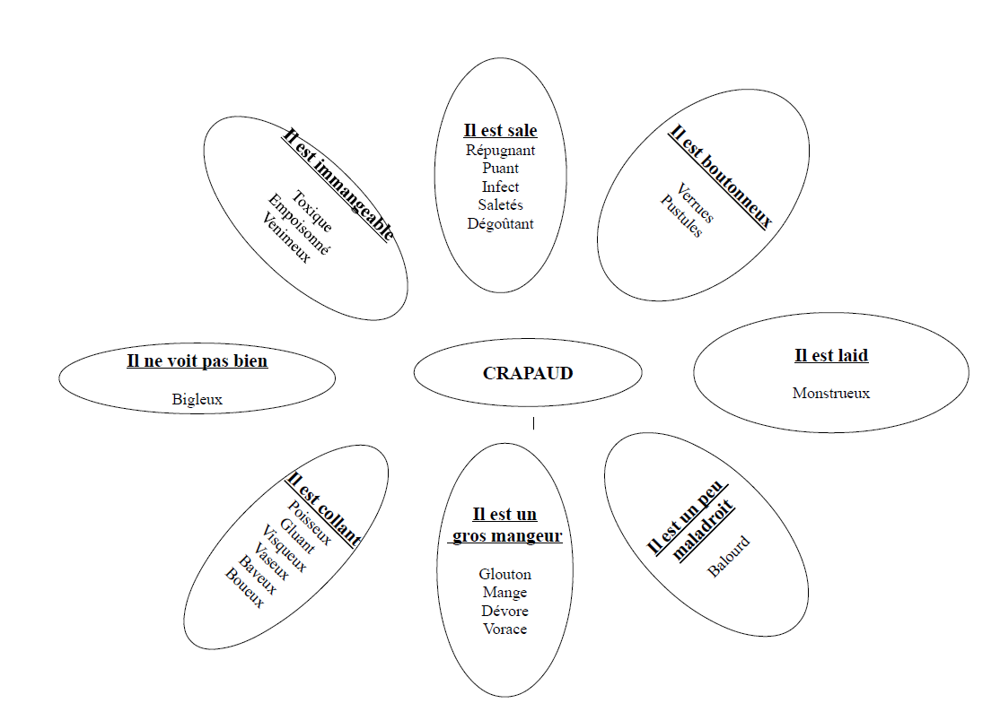 Il est immangeable
Toxique
Empoisonné
Venimeux
Il est sale
Répugnant
Puant
Infect
Saletés
Dégoûtant
Il est boutonneux
Verrues
Pustules
Il ne voit pas bien
Bigleux
CRAPAUD
Il est laid
Monstrueux
Il est collant
Poisseux
Gluant
Visqueux
Vaseux
Baveux
Boueux
Il est un
gros mangeur
Glouton
Mange
Dévore
Vorace
Il est un peu
maladroit
Balourd